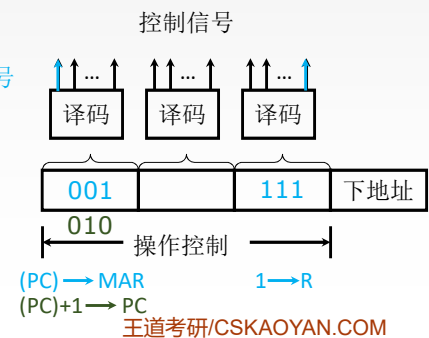 控制信号
号
... ... ...
译码 译码 译码
001 111 下地址
010
操作控制
(PC) → MAR 1→R
(PC)+1 → PC
王道考研/CSKAOYAN.COM